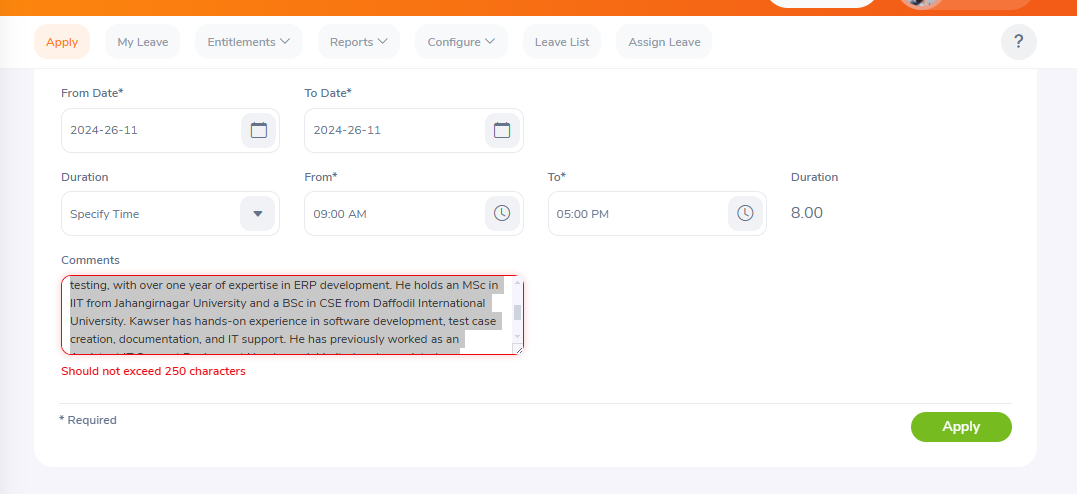 Apply My Leave Entitlements Reports Configure Leave List Assign Leave ?
From Date* To Date*
2024-26-11 2024-26-11
Duration From* To* Duration
Specify Time 09:00 AM 05:00 PM 8.00
Comments
testing, with over one year of expertise in ERP development. He holds an MSc in
IIT from Jahangirnagar University and a BSc in CSE from Daffodil International
University. Kawser has hands-on experience in software development, test case
creation, documentation, and IT support. He has previously worked as an
Should not exceed 250 characters
* Required
Apply